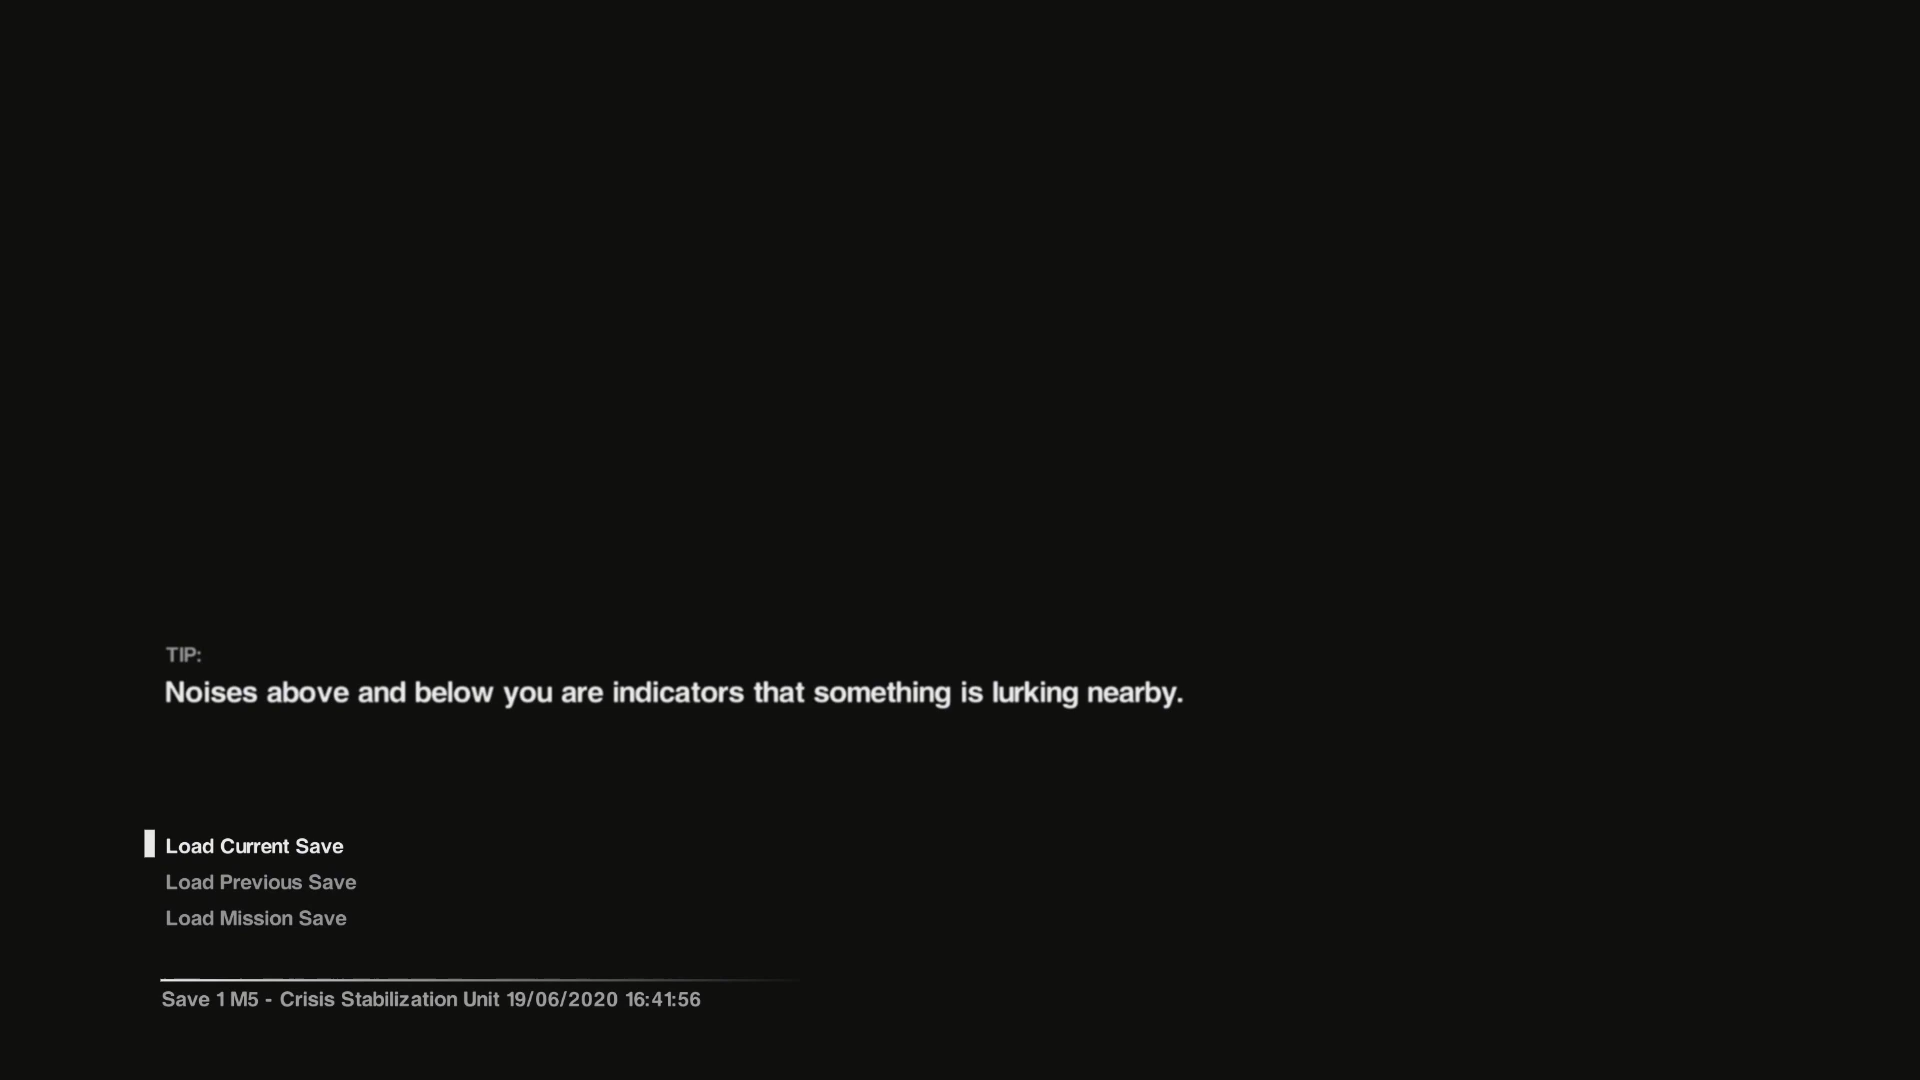 TIP:
Noises above and below you are indicators that something is lurking nearby.
Load Current Save
Load Previous Save
Load Mission Save
Save 1 M5 - Crisis Stabilization Unit 19/06/2020 16:41:56